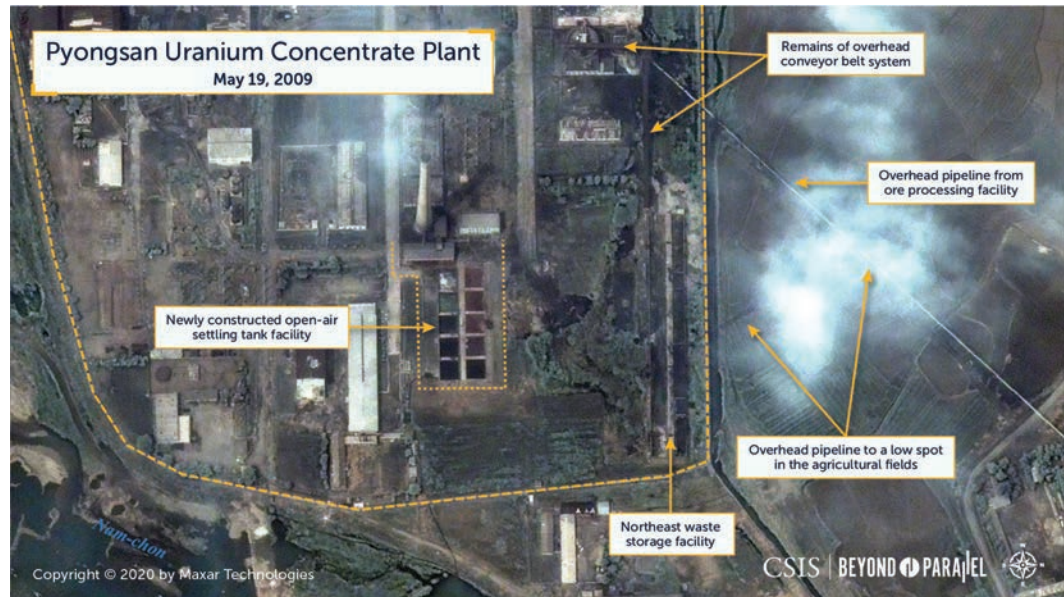 Pyongsan Uranium Concentrate Plant
May 19, 2009
Remains of overhead
conveyor belt system
Overhead pipeline from
ore processing facility
Newly constructed open-air
settling tank facility
Overhead pipeline to a low spot
in the agricultural fields
Northeast waste
storage facility
Nam-chon
Copyright © 2020 by Maxar Technologies
CSIS | BEYOND PARALLEL